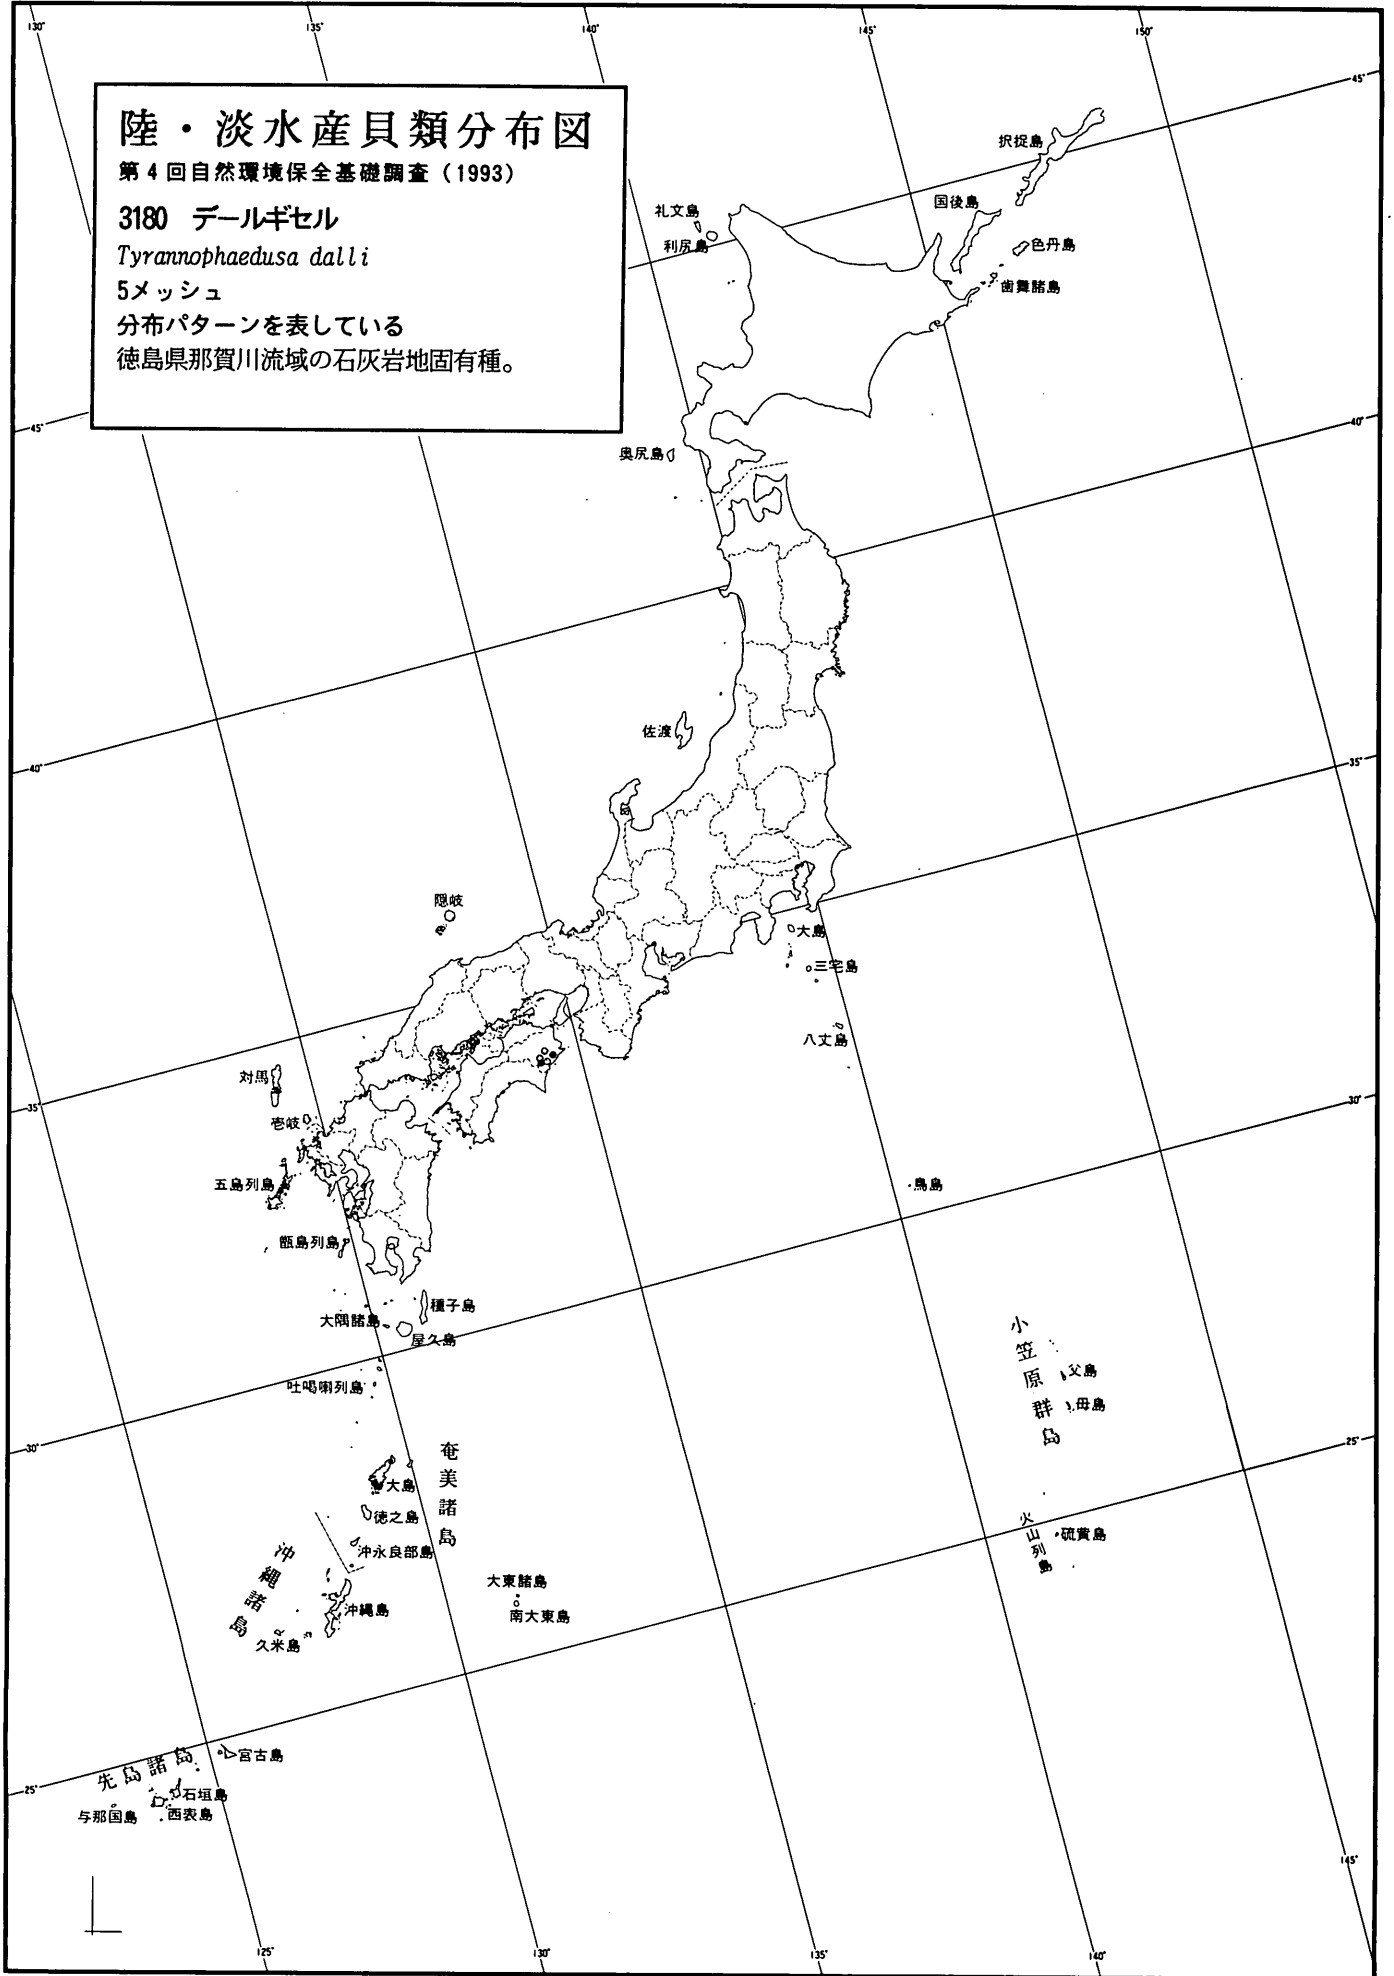 130°
135°
140°
145°
150°
45°
陸・淡水産貝類分布図
第4回自然環境保全基礎調査（1993）
3180 デールギセル
Tyrannophaedusa dalli
5メッシュ
分布パターンを表している
徳島県那賀川流域の石灰岩地固有種。
択捉島
国後島
礼文島
利尻島
色丹島
歯舞諸島
45°
40°
奥尻島
佐渡
40°
35°
隠岐
大島
三宅島
八丈島
対馬
壱岐
35°
30°
五島列島
鳥島
甑島列島
種子島
大隅諸島
屋久島
吐噶喇列島
小笠原群島
父島
母島
30°
25°
奄美諸島
大島
徳之島
沖永良部島
火山列島
硫黄島
沖縄諸島
沖縄島
久米島
大東諸島
南大東島
先島諸島
宮古島
石垣島
西表島
与那国島
25°
145°
125°
130°
135°
140°